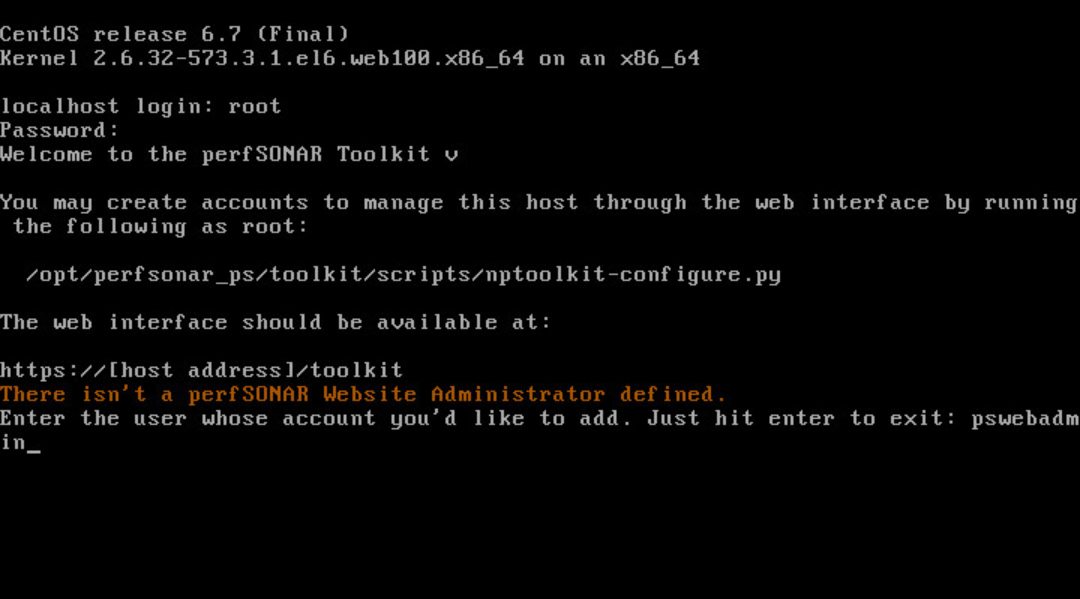 CentOS release 6.7 (Final)
Kernel 2.6.32-573.3.1.el6.web100.x86_64 on an x86_64
localhost login: root
Password:
Welcome to the perfSONAR Toolkit v
You may create accounts to manage this host through the web interface by running
the following as root:
/opt/perfsonar_ps/toolkit/scripts/nptoolkit-configure.py
The web interface should be available at:
https://[host address]/toolkit
There isn't a perfSONAR Website Administrator defined.
Enter the user whose account you'd like to add. Just hit enter to exit: pswebadm
in_